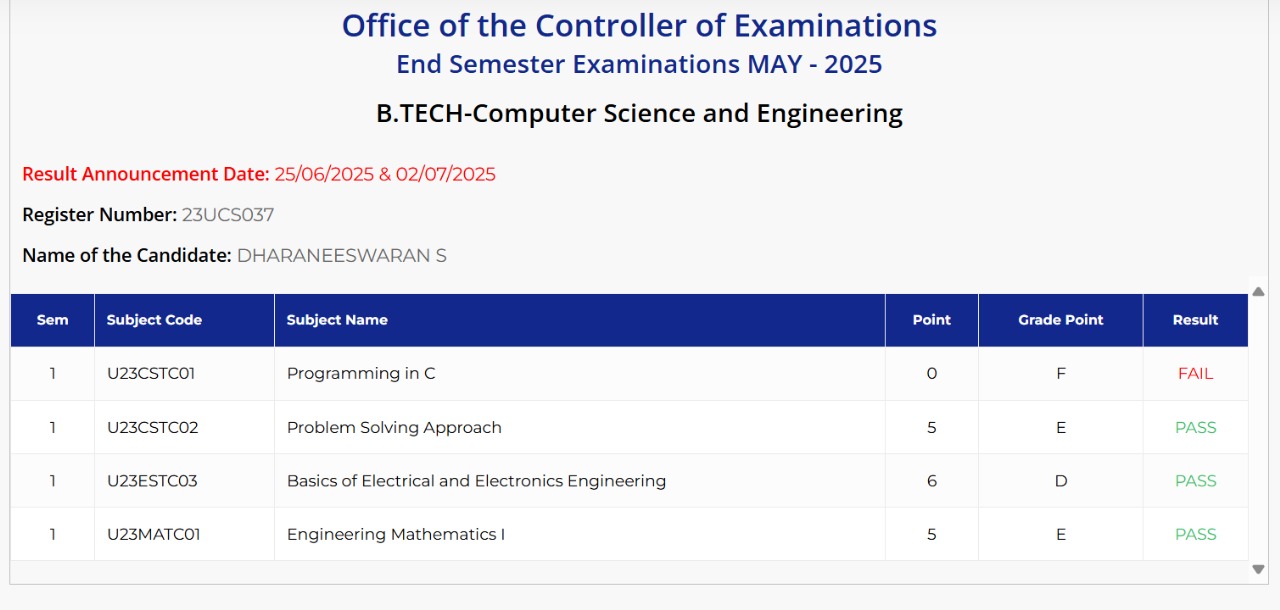 Office of the Controller of Examinations
End Semester Examinations MAY - 2025
B.TECH-Computer Science and Engineering
Result Announcement Date: 25/06/2025 & 02/07/2025
Register Number: 23UCS037
Name of the Candidate: DHARANEESWARAN S
Sem Subject Code Subject Name Point Grade Point Result
1 U23CSTC01 Programming in C 0 F FAIL
1 U23CSTC02 Problem Solving Approach 5 E PASS
1 U23ESTC03 Basics of Electrical and Electronics Engineering 6 D PASS
1 U23MATC01 Engineering Mathematics I 5 E PASS